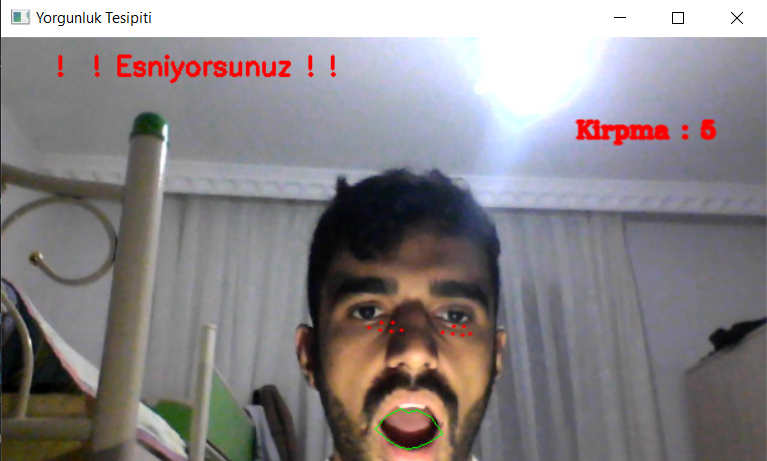 Yorgunluk Tesipiti
! ! Esniyorsunuz ! !
Kirpma : 5